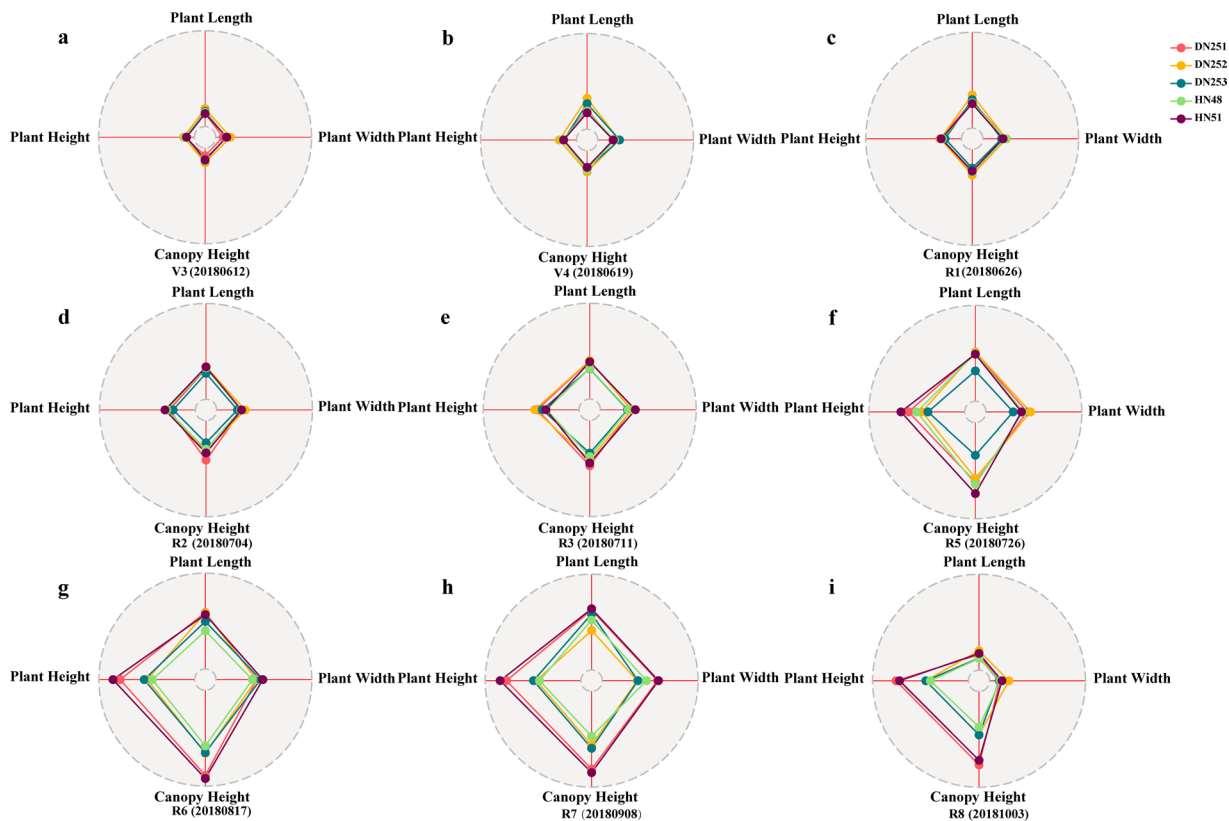 a
Plant Length
Plant Height
Plant Width
Canopy Height
V3 (20180612)
b
Plant Length
Plant Height
Plant Width
Canopy Hight
V4 (20180619)
c
Plant Length
Plant Height
Plant Width
Canopy Height
R1(20180626)
DN251
DN252
DN253
HN48
HN51
d
Plant Length
Plant Height
Plant Width
Canopy Height
R2 (20180704)
e
Plant Length
Plant Height
Plant Width
Canopy Height
R3 (20180711)
f
Plant Length
Plant Height
Plant Width
Canopy Height
R5 (20180726)
g
Plant Length
Plant Height
Plant Width
Canopy Height
R6 (20180817)
h
Plant Length
Plant Height
Plant Width
Canopy Height
R7 (20180908)
i
Plant Length
Plant Height
Plant Width
Canopy Height
R8 (20181003)